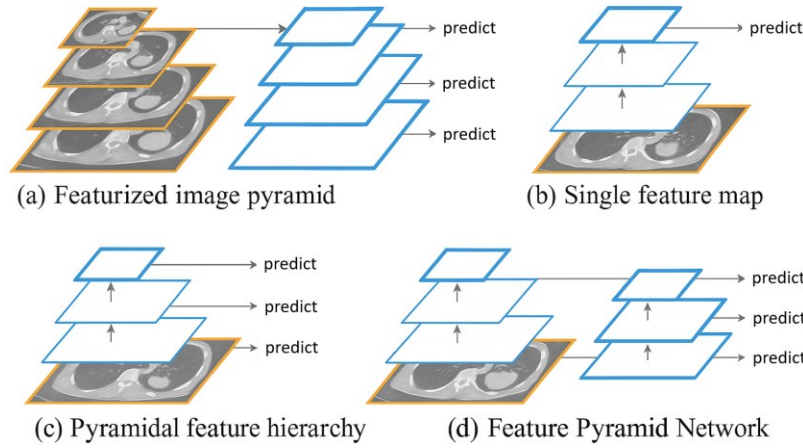 predict
predict
predict
predict
(a) Featurized image pyramid
(b) Single feature map
predict
predict
predict
predict
predict
predict
(c) Pyramidal feature hierarchy
(d) Feature Pyramid Network